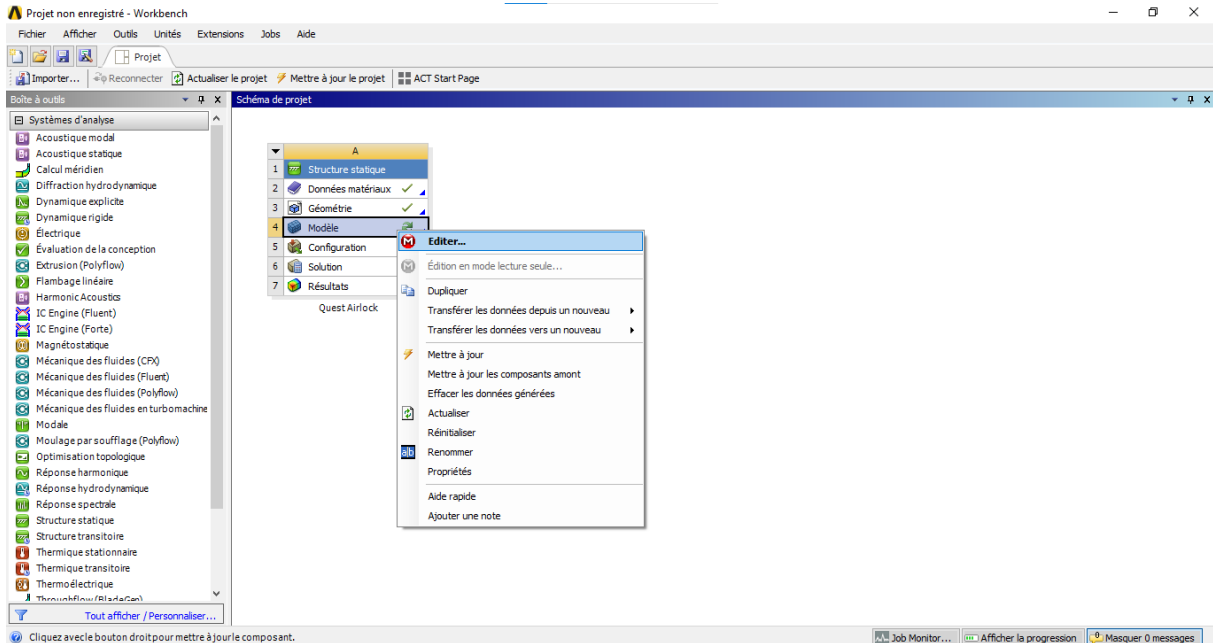 Projet non enregistré - Workbench
Fichier Afficher Outils Unités Extensions Jobs Aide
Projet
Importer... Reconnecter Actualiser le projet Mettre à jour le projet ACT Start Page
Boîte à outils
Schéma de projet
Systèmes d'analyse
Acoustique modal
Acoustique statique
Calcul méridien
Diffraction hydrodynamique
Dynamique explicite
Dynamique rigide
Électrique
Évaluation de la conception
Extrusion (Polyflow)
Flambage linéaire
Harmonic Acoustics
IC Engine (Fluent)
IC Engine (Forte)
Magnétostatique
Mécanique des fluides (CFX)
Mécanique des fluides (Fluent)
Mécanique des fluides (Polyflow)
Mécanique des fluides en turbomachine
Modale
Moulage par soufflage (Polyflow)
Optimisation topologique
Réponse harmonique
Réponse hydrodynamique
Réponse spectrale
Structure statique
Structure transitoire
Thermique stationnaire
Thermique transitoire
Thermoélectrique
Throughflow (BladeGen)
Tout afficher / Personnaliser...
A
1 Structure statique
2 Données matériaux
3 Géométrie
4 Modèle
5 Configuration
6 Solution
7 Résultats
Quest Airlock
Editer...
Édition en mode lecture seule...
Dupliquer
Transférer les données depuis un nouveau
Transférer les données vers un nouveau
Mettre à jour
Mettre à jour les composants amont
Effacer les données générées
Actualiser
Réinitialiser
a|b Renommer
Propriétés
Aide rapide
Ajouter une note
Cliquez avec le bouton droit pour mettre à jour le composant.
Job Monitor... Afficher la progression Masquer 0 messages